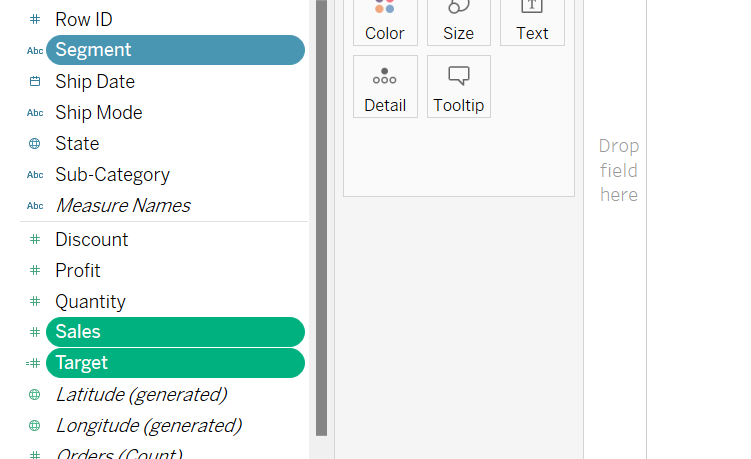 Row ID
Abc Segment
Ship Date
Abc Ship Mode
State
Abc Sub-Category
Abc Measure Names
Discount
Profit
Quantity
Sales
Target
Latitude (generated)
Longitude (generated)
Orders (Count)
Color
Size
Text
Detail
Tooltip
Drop
field
here